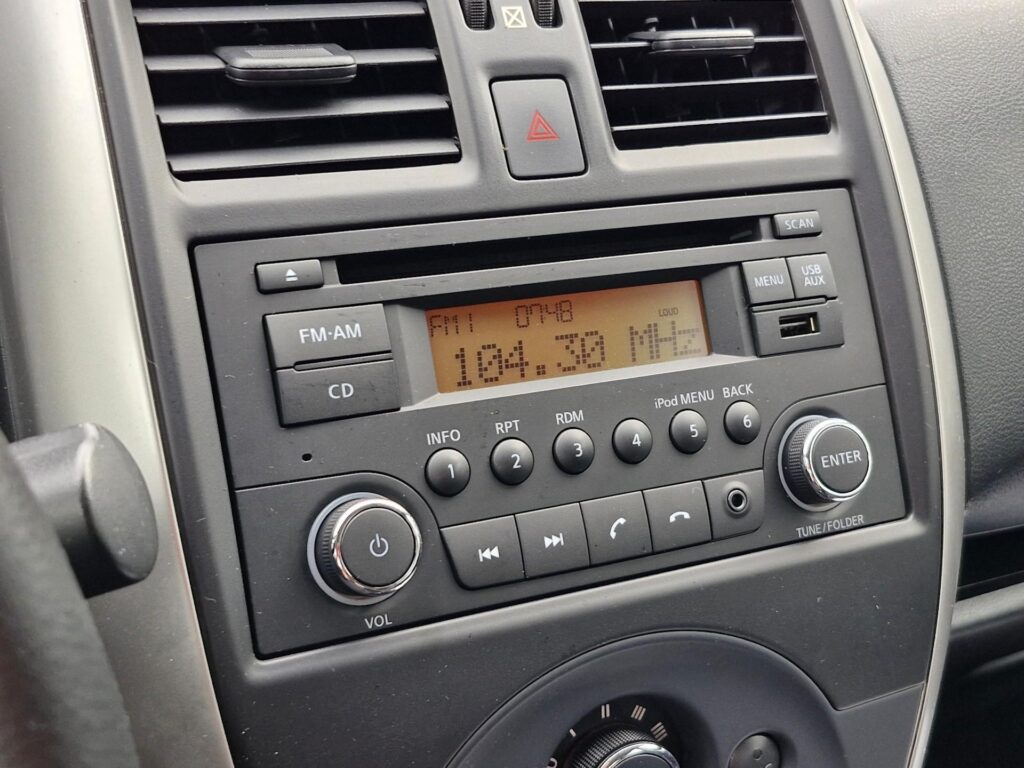 SCAN
MENU
USB
AUX
FM·AM
CD
FM1 0748 LOUD
104.30 MHz
INFO RPT RDM iPod MENU BACK
1 2 3 4 5 6
ENTER
VOL
TUNE/FOLDER